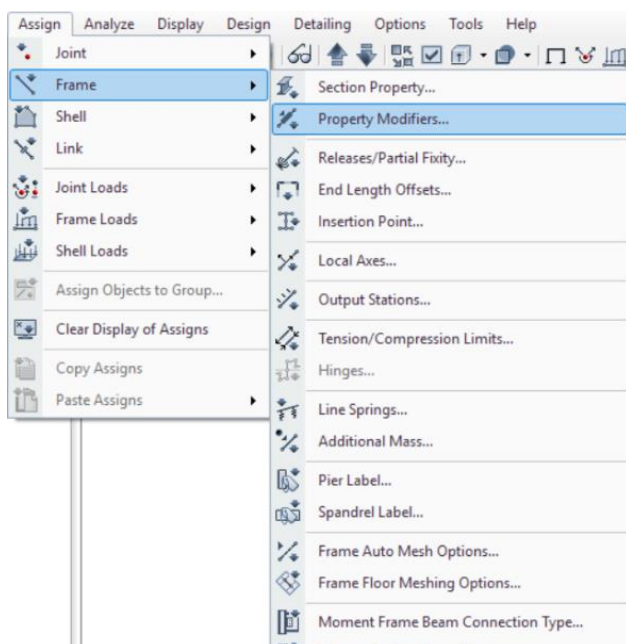 Assign Analyze Display Design Detailing Options Tools Help
Joint
Frame
Shell
Link
Joint Loads
Frame Loads
Shell Loads
Assign Objects to Group...
Clear Display of Assigns
Copy Assigns
Paste Assigns
Section Property...
Property Modifiers...
Releases/Partial Fixity...
End Length Offsets...
Insertion Point...
Local Axes...
Output Stations...
Tension/Compression Limits...
Hinges...
Line Springs...
Additional Mass...
Pier Label...
Spandrel Label...
Frame Auto Mesh Options...
Frame Floor Meshing Options...
Moment Frame Beam Connection Type...